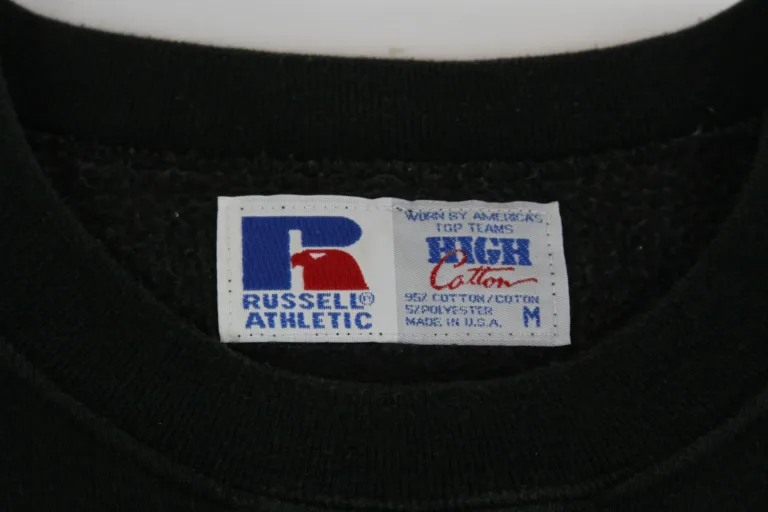 R
RUSSELL®
ATHLETIC
WORN BY AMERICA'S
TOP TEAMS
HIGH
Cotton
95% COTTON/COTON
5%POLYESTER
MADE IN U.S.A. M